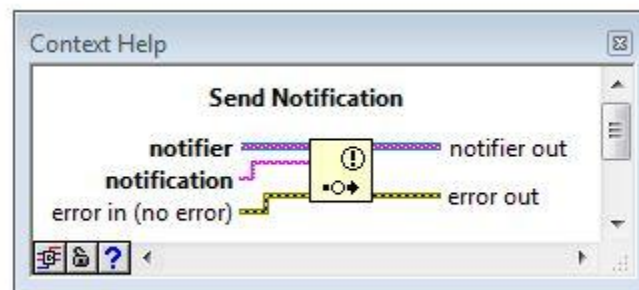 Context Help
Send Notification
notifier
notifier out
notification
error in (no error)
error out
?